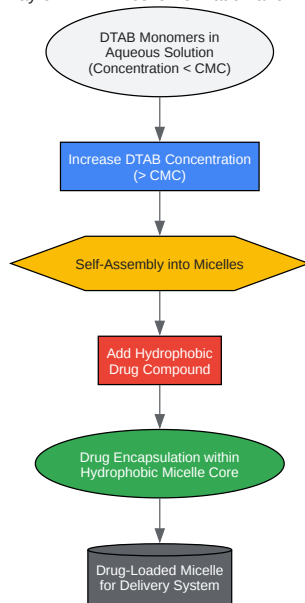 DTAB Monomers in
Aqueous Solution
(Concentration < CMC)
Increase DTAB Concentration
(> CMC)
Self-Assembly into Micelles
Add Hydrophobic
Drug Compound
Drug Encapsulation within
Hydrophobic Micelle Core
Drug-Loaded Micelle
for Delivery System